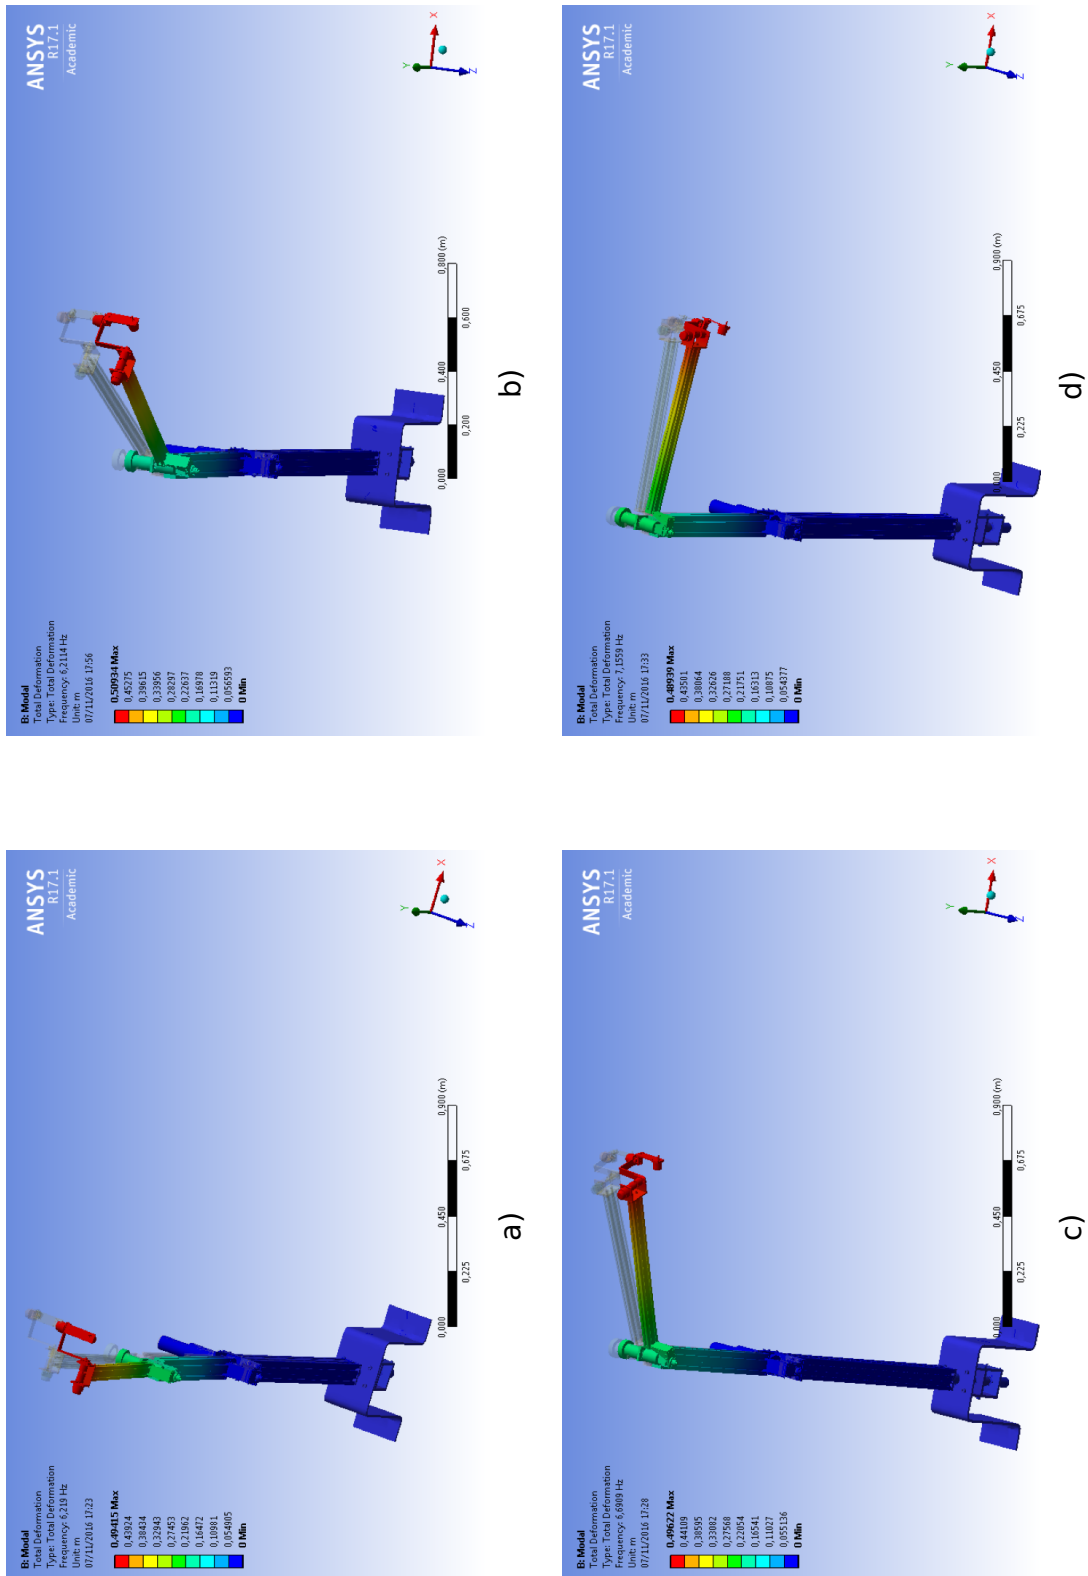 B: Modal
Total Deformation
Type: Total Deformation
Frequency: 6,219 Hz
Unit: m
07/11/2016 17:23
0,49415 Max
0,43924
0,38434
0,32943
0,27453
0,21962
0,16472
0,10981
0,054905
0 Min
ANSYS
R17.1
Academic
Y
X
Z
0,000
0,225
0,450
0,675
0,900 (m)
a)
B: Modal
Total Deformation
Type: Total Deformation
Frequency: 6,2114 Hz
Unit: m
07/11/2016 17:56
0,50934 Max
0,45275
0,39615
0,33956
0,28297
0,22637
0,16978
0,11319
0,056593
0 Min
ANSYS
R17.1
Academic
Y
X
Z
0,000
0,200
0,400
0,600
0,800 (m)
b)
B: Modal
Total Deformation
Type: Total Deformation
Frequency: 6,6909 Hz
Unit: m
07/11/2016 17:28
0,49622 Max
0,44109
0,38595
0,33082
0,27568
0,22054
0,16541
0,11027
0,055136
0 Min
ANSYS
R17.1
Academic
Y
X
Z
0,000
0,225
0,450
0,675
0,900 (m)
c)
B: Modal
Total Deformation
Type: Total Deformation
Frequency: 7,1559 Hz
Unit: m
07/11/2016 17:33
0,48939 Max
0,43501
0,38064
0,32626
0,27188
0,21751
0,16313
0,10875
0,054377
0 Min
ANSYS
R17.1
Academic
Y
X
Z
0,000
0,225
0,450
0,675
0,900 (m)
d)